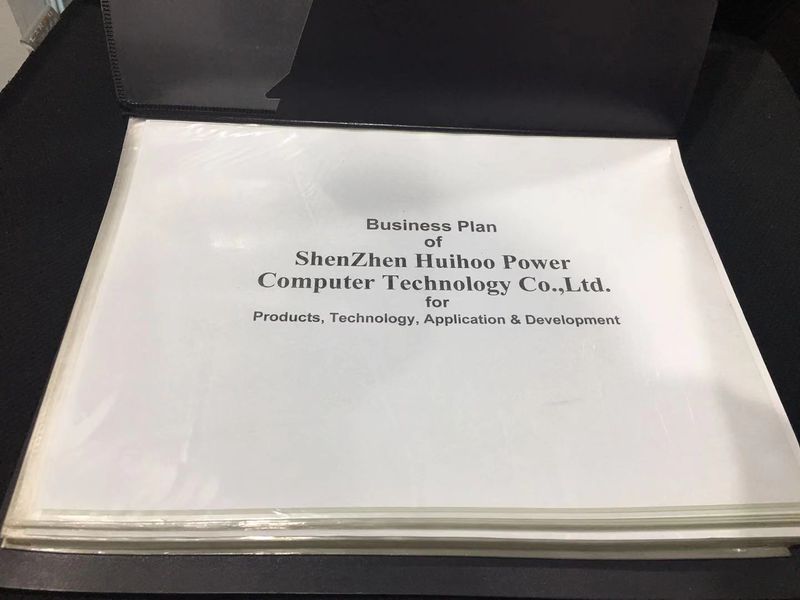 Business Plan
of
ShenZhen Huihoo Power
Computer Technology Co.,Ltd.
for
Products, Technology, Application & Development